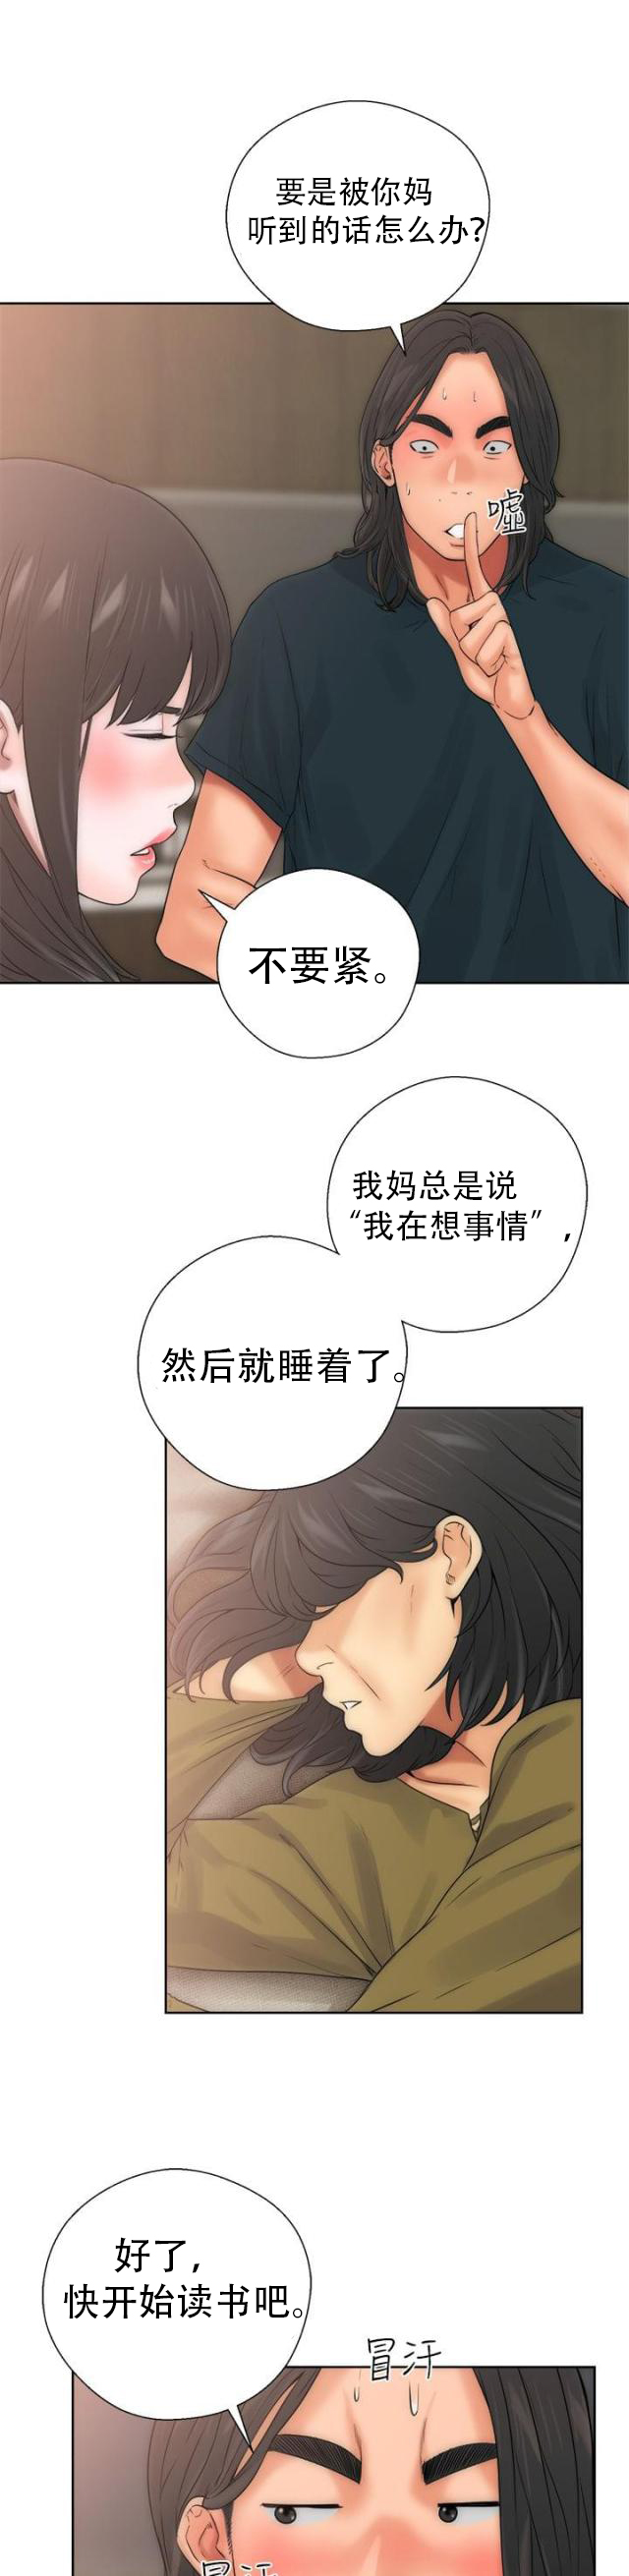 要是被你妈
听到的话怎么办?
嘘
不要紧。
我妈总是说
“我在想事情”,
然后就睡着了。
好了,
快开始读书吧。
冒汗
冒汗